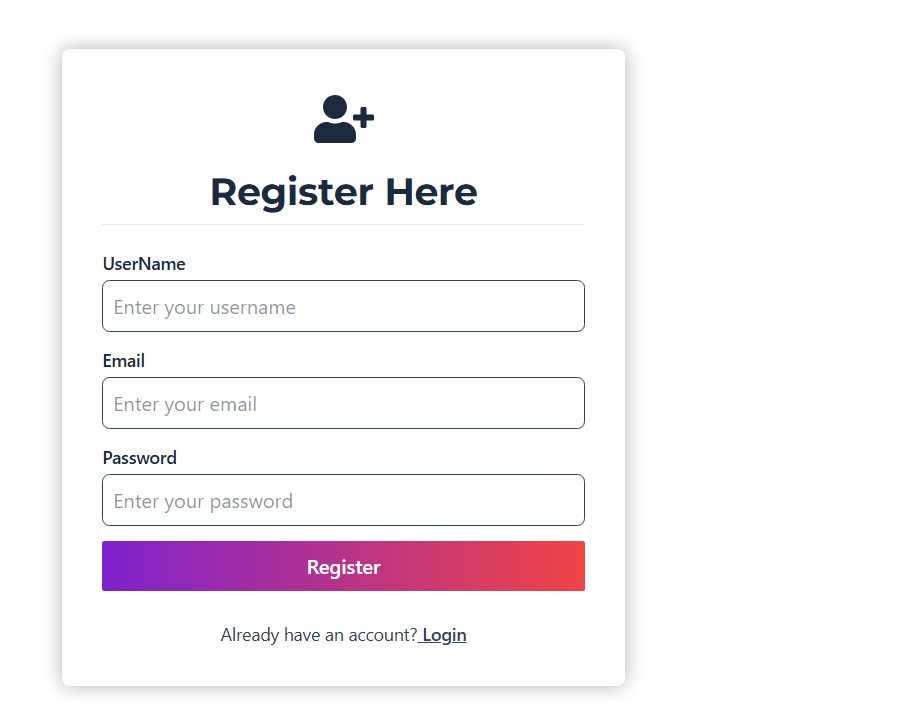 Register Here
UserName
Enter your username
Email
Enter your email
Password
Enter your password
Register
Already have an account? Login